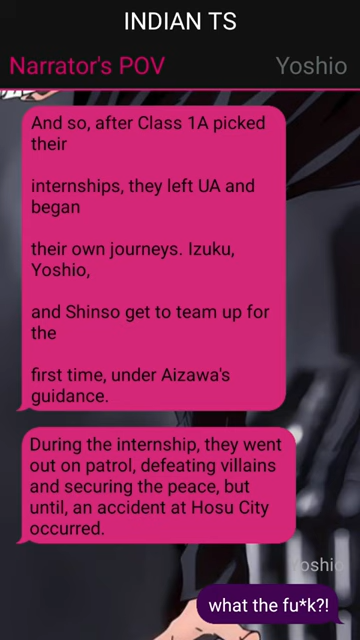 INDIAN TS
Narrator's POV Yoshio
And so, after Class 1A picked
their
internships, they left UA and
began
their own journeys. Izuku,
Yoshio,
and Shinso get to team up for
the
first time, under Aizawa's
guidance.
During the internship, they went
out on patrol, defeating villains
and securing the peace, but
until, an accident at Hosu City
occurred.
Yoshio
what the fu*k?!